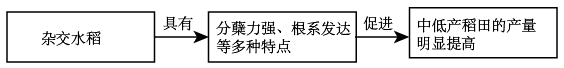 杂交水稻
具有
分蘖力强、根系发达
等多种特点
促进
中低产稻田的产量
明显提高